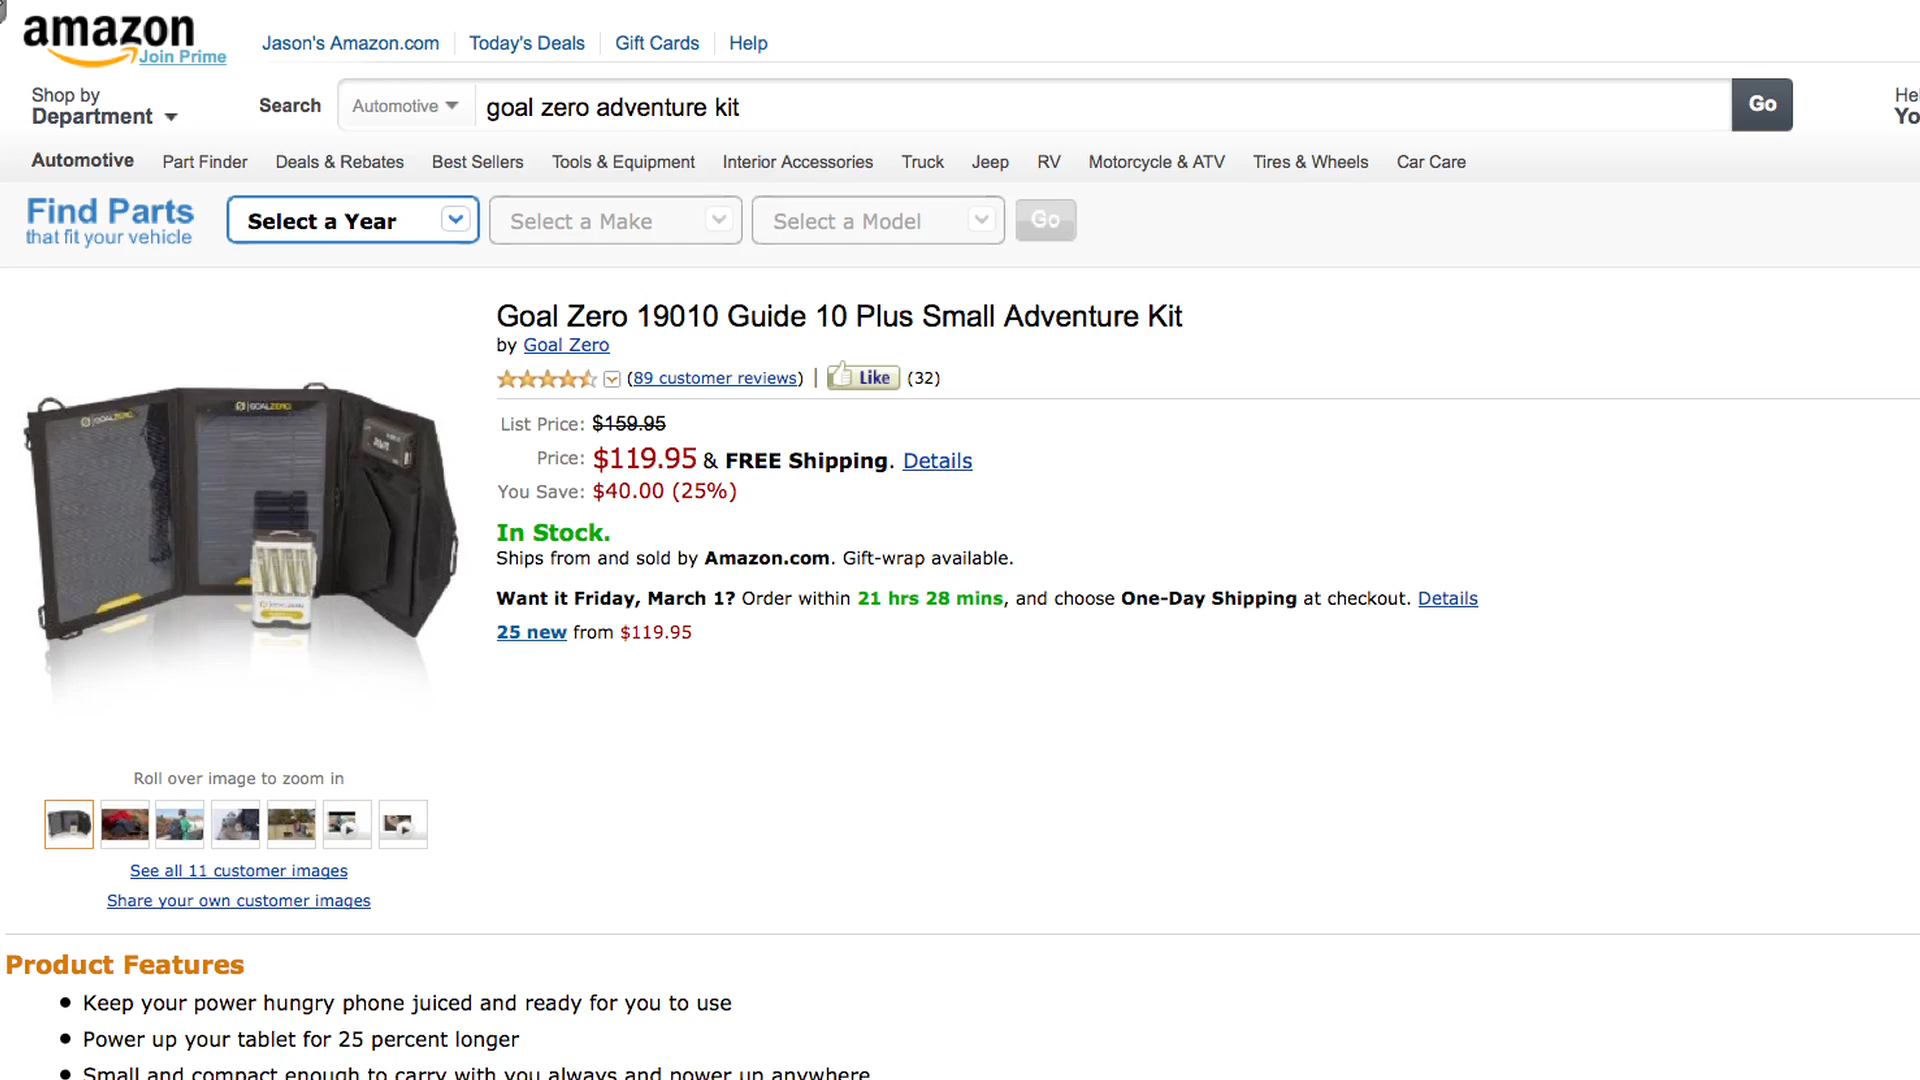 amazon
Join Prime
Jason's Amazon.com
Today's Deals
Gift Cards
Help
Shop by
Department
Search
Automotive
goal zero adventure kit
Go
Automotive
Part Finder
Deals & Rebates
Best Sellers
Tools & Equipment
Interior Accessories
Truck
Jeep
RV
Motorcycle & ATV
Tires & Wheels
Car Care
Find Parts
that fit your vehicle
Select a Year
Select a Make
Select a Model
Go
Goal Zero 19010 Guide 10 Plus Small Adventure Kit
by Goal Zero
(89 customer reviews) | Like (32)
List Price: $159.95
Price: $119.95 & FREE Shipping. Details
You Save: $40.00 (25%)
In Stock.
Ships from and sold by Amazon.com. Gift-wrap available.
Want it Friday, March 1? Order within 21 hrs 28 mins, and choose One-Day Shipping at checkout. Details
25 new from $119.95
GOALZERO
GOALZERO
Roll over image to zoom in
See all 11 customer images
Share your own customer images
Product Features
• Keep your power hungry phone juiced and ready for you to use
• Power up your tablet for 25 percent longer
• Small and compact enough to carry with you always and power up anywhere